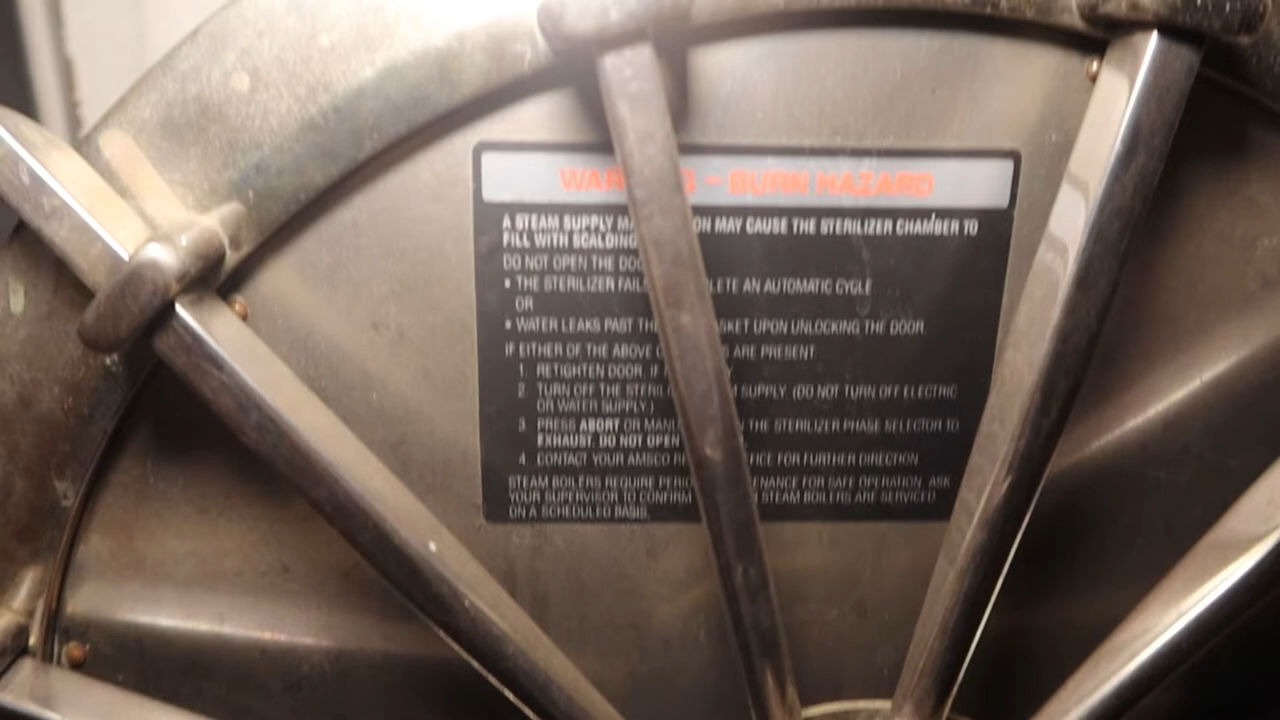 WAR G - BURN HAZARD
A STEAM SUPPLY MA ON MAY CAUSE THE STERILIZER CHAMBER TO
FILL WITH SCALDING
DO NOT OPEN THE DOO
• THE STERILIZER FAIL LETE AN AUTOMATIC CYCLE
OR
• WATER LEAKS PAST THE SKET UPON UNLOCKING THE DOOR.
IF EITHER OF THE ABOVE S ARE PRESENT:
1. RETIGHTEN DOOR, IF
2. TURN OFF THE STERIL M SUPPLY. (DO NOT TURN OFF ELECTRIC
OR WATER SUPPLY.)
3. PRESS ABORT OR MANU THE STERILIZER PHASE SELECTOR TO
EXHAUST. DO NOT OPEN
4. CONTACT YOUR AMSCO FICE FOR FURTHER DIRECTION.
STEAM BOILERS REQUIRE PERI ENANCE FOR SAFE OPERATION. ASK
YOUR SUPERVISOR TO CONFIRM STEAM BOILERS ARE SERVICED
ON A SCHEDULED BASIS.